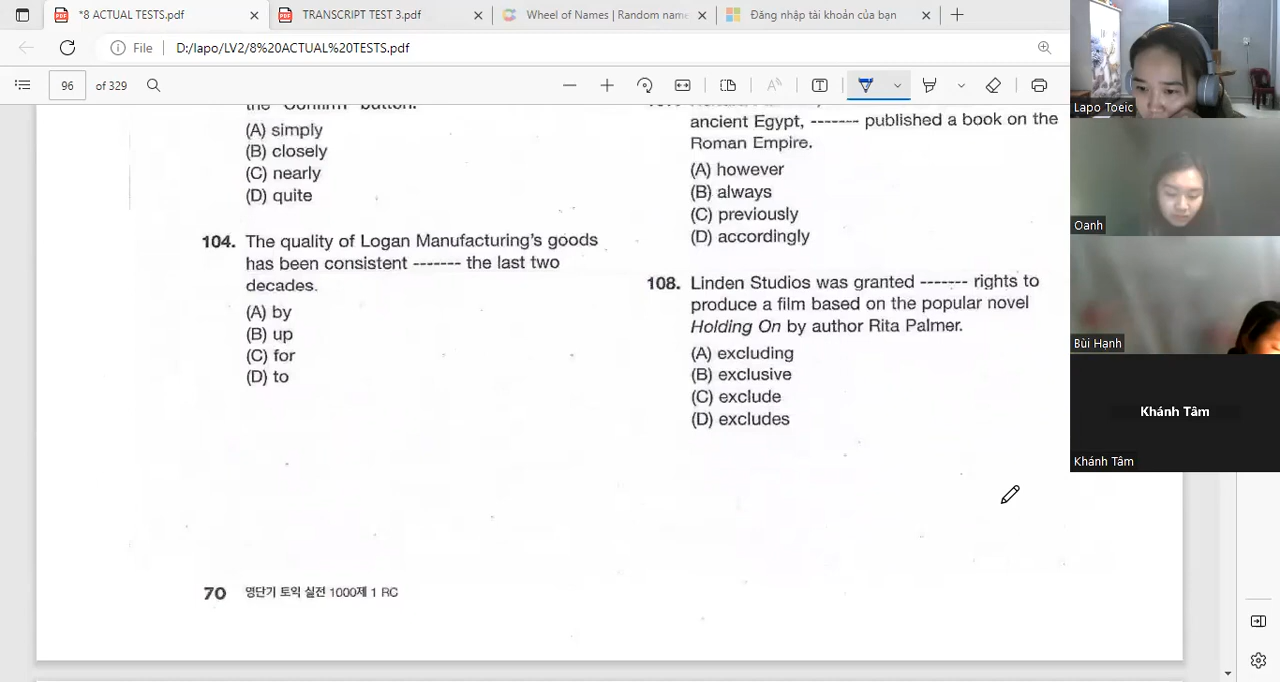 *8 ACTUAL TESTS.pdf
TRANSCRIPT TEST 3.pdf
Wheel of Names | Random name
Đăng nhập tài khoản của bạn
File
D:/lapo/LV2/8%20ACTUAL%20TESTS.pdf
96 of 329
the "Confirm" button.
(A) simply
(B) closely
(C) nearly
(D) quite
104. The quality of Logan Manufacturing's goods
has been consistent ------- the last two
decades.
(A) by
(B) up
(C) for
(D) to
ancient Egypt, ------- published a book on the
Roman Empire.
(A) however
(B) always
(C) previously
(D) accordingly
108. Linden Studios was granted ------- rights to
produce a film based on the popular novel
Holding On by author Rita Palmer.
(A) excluding
(B) exclusive
(C) exclude
(D) excludes
70 영단기 토익 실전 1000제 1 RC
Lapo Toeic
Oanh
Bùi Hạnh
Khánh Tâm
Khánh Tâm